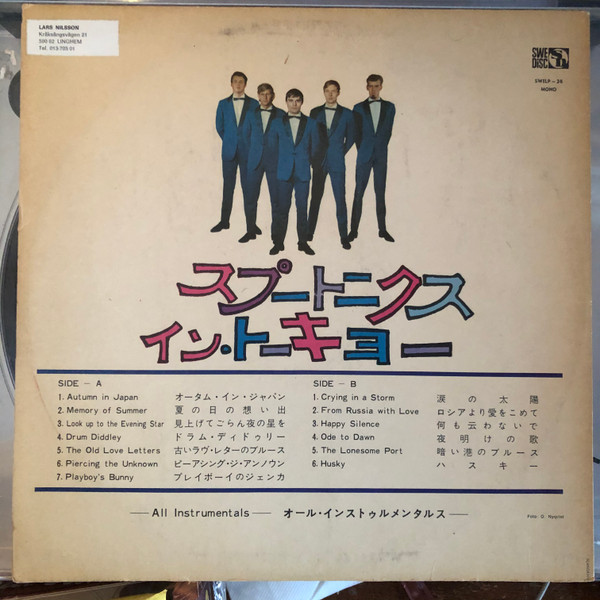 LARS NILSSON
Kråkelingsvägen 21
590 62 LINGHEM
Tel. 013-705 01
SWE
DISC
SWELP-36
MONO
スプートニクス
イン・トーキョー
SIDE - A
1. Autumn in Japan オータム・イン・ジャパン
2. Memory of Summer 夏の日の想い出
3. Look up to the Evening Star 見上げてごらん夜の星を
4. Drum Diddley ドラム・ディドゥリー
5. The Old Love Letters 古いラヴ・レターのブルース
6. Piercing the Unknown ピーアシング・ジ・アンノウン
7. Playboy's Bunny プレイボーイのジェンカ
SIDE - B
1. Crying in a Storm 涙の太陽
2. From Russia with Love ロシアより愛をこめて
3. Happy Silence 何も云わないで
4. Ode to Dawn 夜明けの歌
5. The Lonesome Port 暗い港のブルース
6. Husky ハスキー
—All Instrumentals— オール・インストゥルメンタルス—